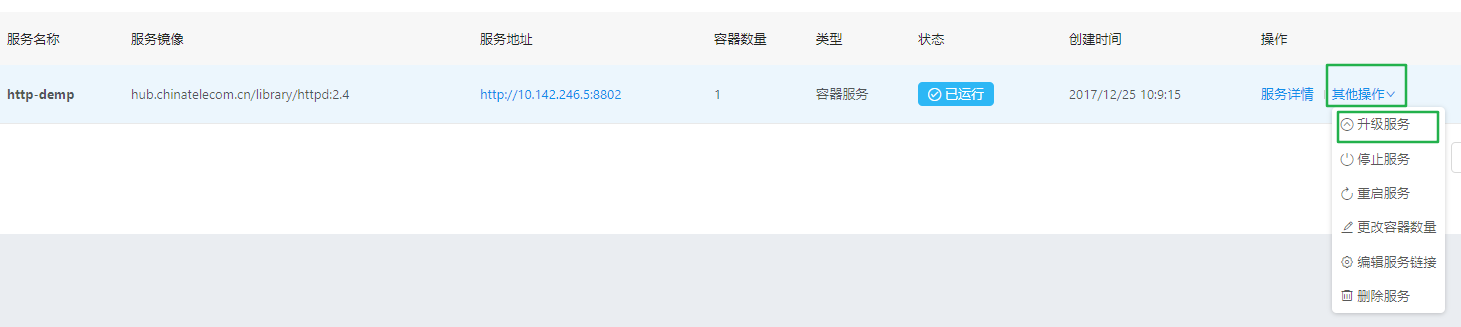 服务名称 服务镜像 服务地址 容器数量 类型 状态 创建时间 操作
http-demp hub.chinatelecom.cn/library/httpd:2.4 http://10.142.246.5:8802 1 容器服务 已运行 2017/12/25 10:9:15 服务详情 其他操作
升级服务
停止服务
重启服务
更改容器数量
编辑服务链接
删除服务